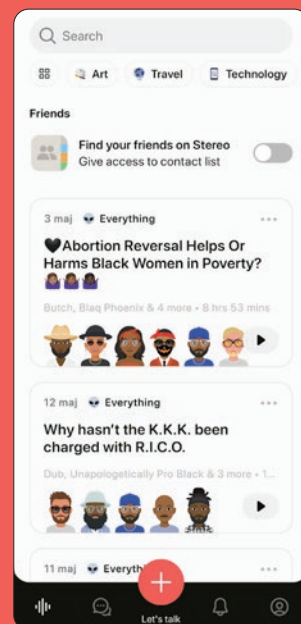 Search
Art Travel Technology
Friends
Find your friends on Stereo
Give access to contact list
3 maj 👽 Everything
🖤Abortion Reversal Helps Or
Harms Black Women in Poverty?
🤷🏾‍♀️🤷🏾‍♀️🤷🏾‍♀️
Butch, Blaq Phoenix & 4 more • 8 hrs 53 mins
12 maj 👽 Everything
Why hasn't the K.K.K. been
charged with R.I.C.O.
Dub, Unapologetically Pro Black & 3 more • 1...
11 maj 👽 Everyth
Let's talk